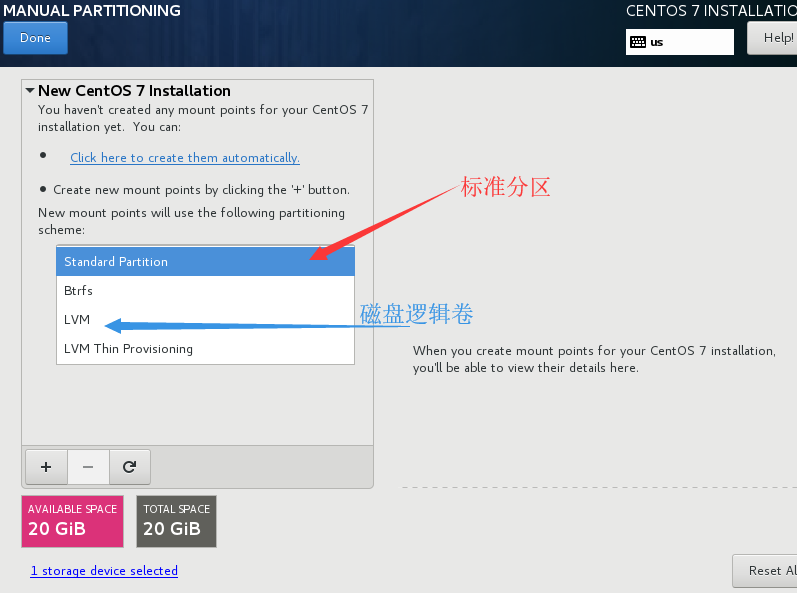 MANUAL PARTITIONING
CENTOS 7 INSTALLATIO
Done
us
Help!
New CentOS 7 Installation
You haven't created any mount points for your CentOS 7
installation yet. You can:
Click here to create them automatically.
Create new mount points by clicking the '+' button.
New mount points will use the following partitioning
scheme:
标准分区
Standard Partition
Btrfs
LVM
磁盘逻辑卷
LVM Thin Provisioning
When you create mount points for your CentOS 7 installation,
you'll be able to view their details here.
AVAILABLE SPACE
20 GiB
TOTAL SPACE
20 GiB
1 storage device selected
Reset Al